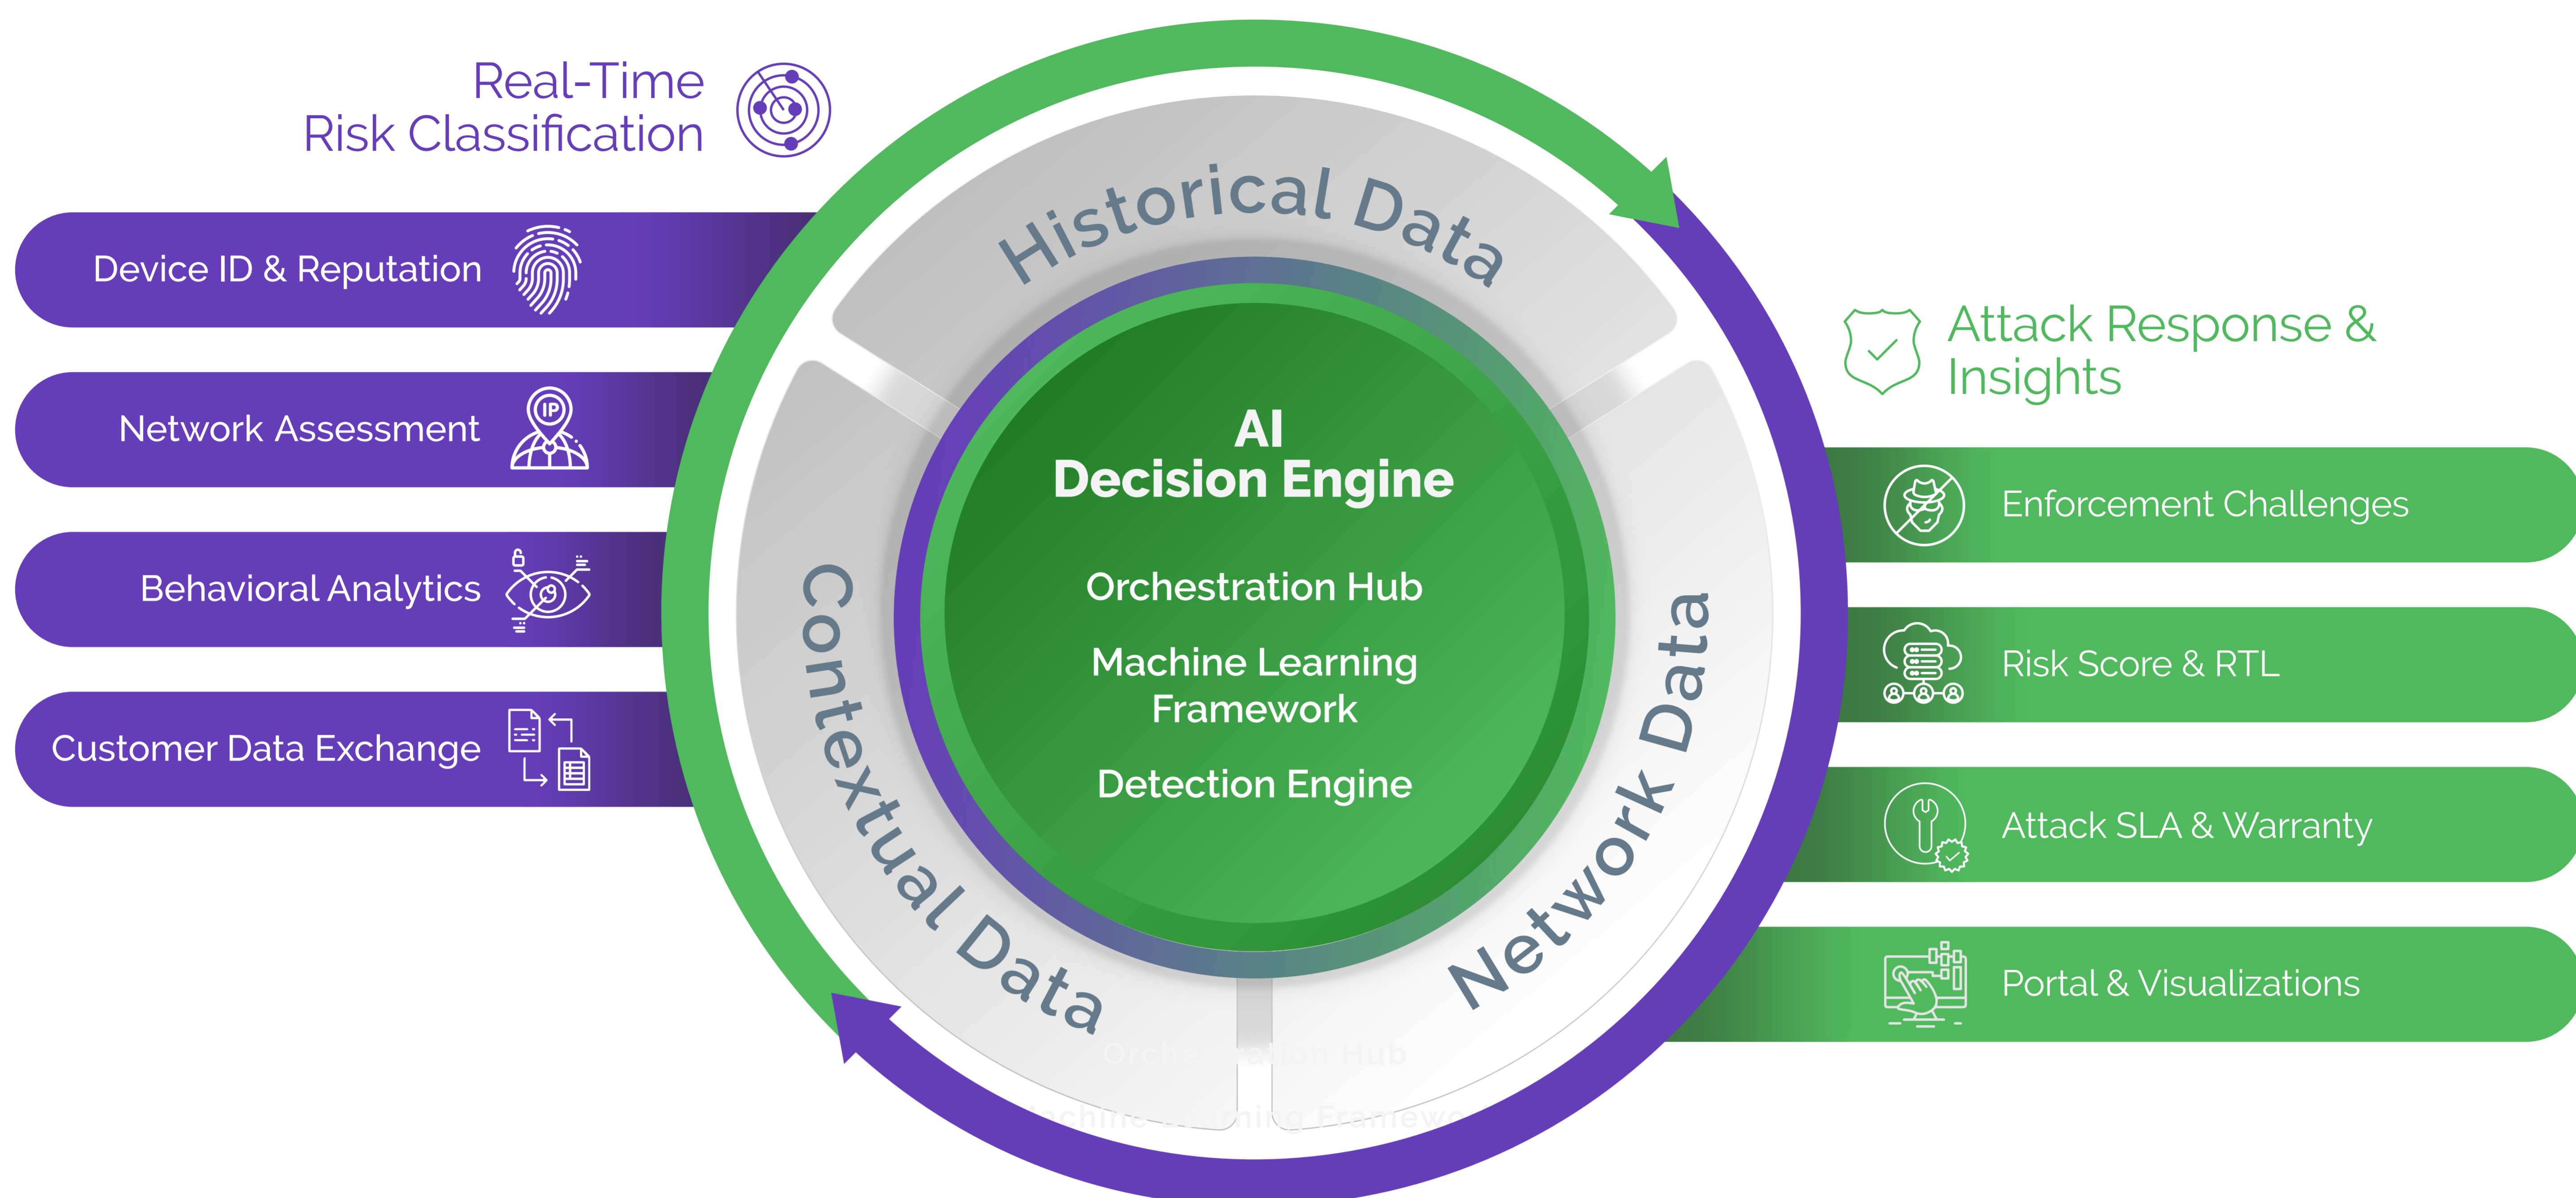 Real-Time
Risk Classification
Device ID & Reputation
Network Assessment
IP
Behavioral Analytics
Customer Data Exchange
Historical Data
Contextual Data
Network Data
AI
Decision Engine
Orchestration Hub
Machine Learning
Framework
Detection Engine
Attack Response &
Insights
Enforcement Challenges
Risk Score & RTL
Attack SLA & Warranty
Portal & Visualizations
Hub